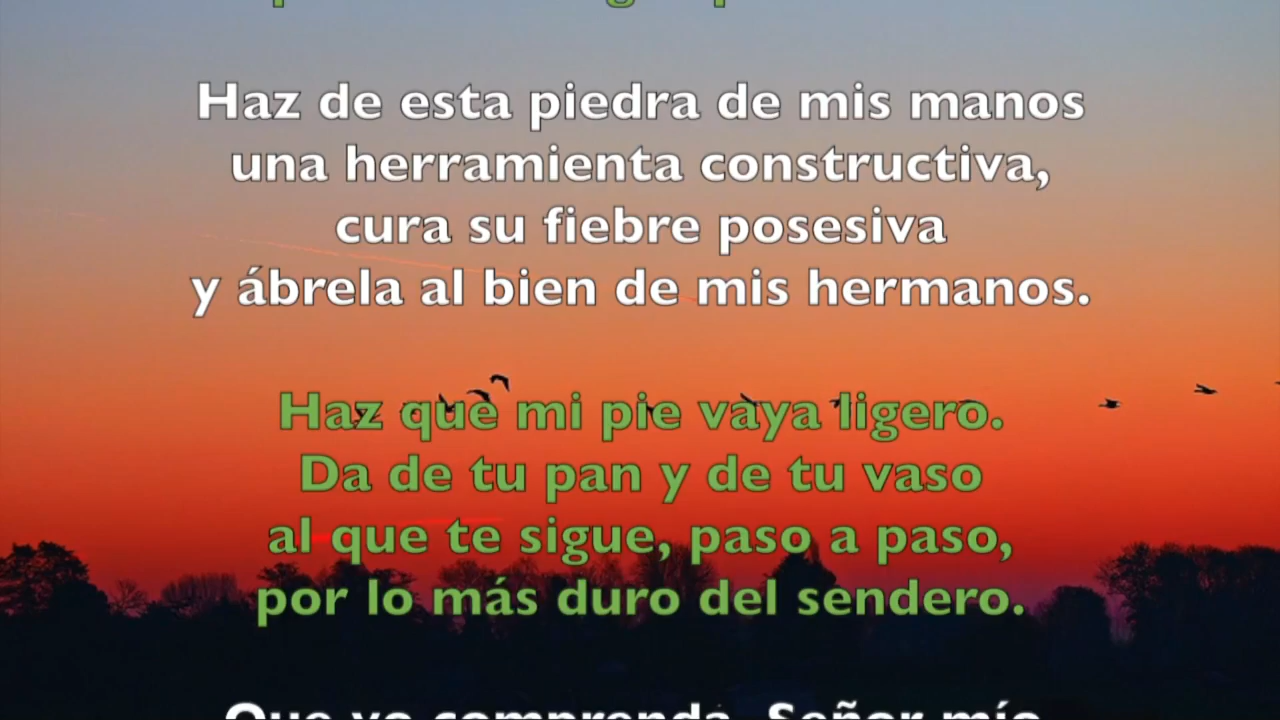 Haz de esta piedra de mis manos
una herramienta constructiva,
cura su fiebre posesiva
y ábrela al bien de mis hermanos.
Haz que mi pie vaya ligero.
Da de tu pan y de tu vaso
al que te sigue, paso a paso,
por lo más duro del sendero.
Que yo comprenda, Señor mío